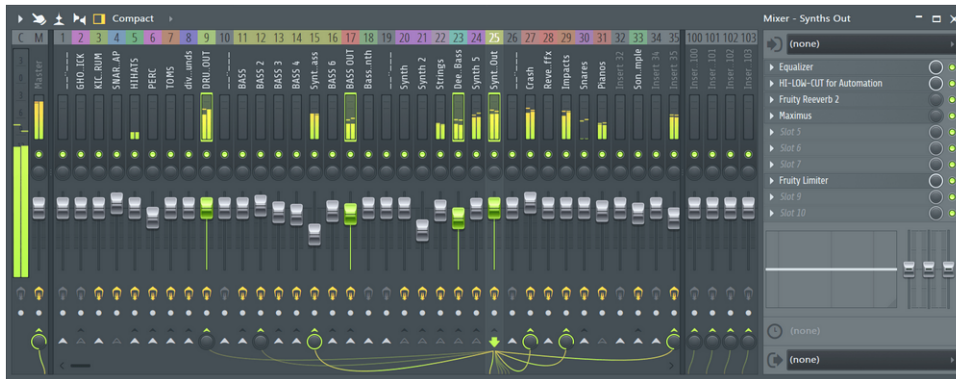 Compact
Mixer - Synths Out
C M 1 2 3 4 5 6 7 8 9 10 11 12 13 14 15 16 17 18 19 20 21 22 23 24 25 26 27 28 29 30 31 32 33 34 35 100 101 102 103
(none)
Master
GHO..ICK
KIC..RUM
SNAR..AP
HIHATS
PERC
TOMS
div...unds
DRU..OUT
BASS
BASS 2
BASS 3
BASS 4
Synt..ass
BASS 6
BASS OUT
Bass..nth
Synth
Synth 2
Strings
Dee..Bass
Synth 5
Synt..Out
Crash
Reve..ffx
Impacts
Snares
Pianos
Insert 32
Son..mple
Insert 34
Insert 35
Inser 100
Inser 101
Inser 102
Inser 103
Equalizer
HI-LOW-CUT for Automation
Fruity Reeverb 2
Maximus
Slot 5
Slot 6
Slot 7
Fruity Limiter
Slot 9
Slot 10
(none)
(none)